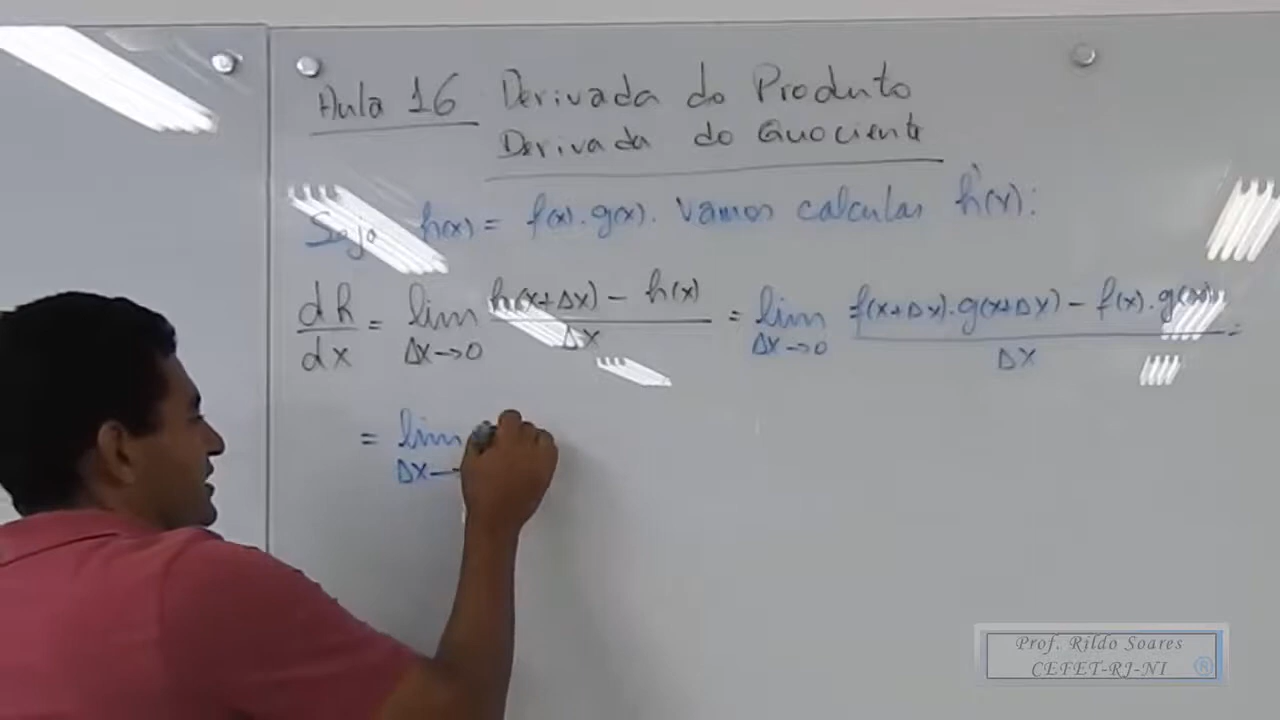 Aula 16 Derivada do Produto
Derivada do Quociente
Seja h(x) = f(x).g(x). Vamos calcular h'(x):
dh/dx = lim Δx→0 h(x+Δx) – h(x) / Δx = lim Δx→0 f(x+Δx).g(x+Δx) – f(x).g(x) / Δx =
= lim Δx→
Prof. Rildo Soares
CEFET-RJ-NI ®